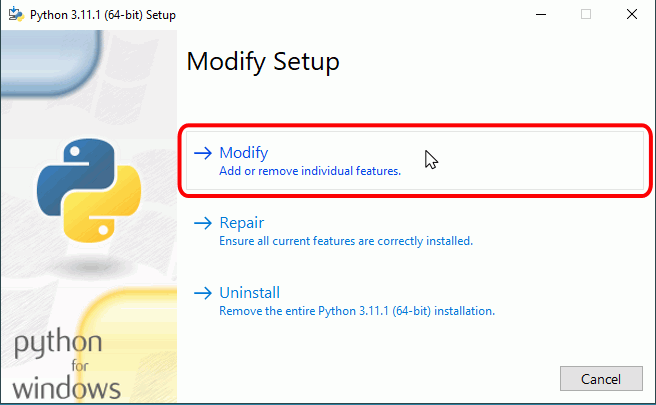 Python 3.11.1 (64-bit) Setup
Modify Setup
Modify
Add or remove individual features.
Repair
Ensure all current features are correctly installed.
Uninstall
Remove the entire Python 3.11.1 (64-bit) installation.
python
for
windows
Cancel